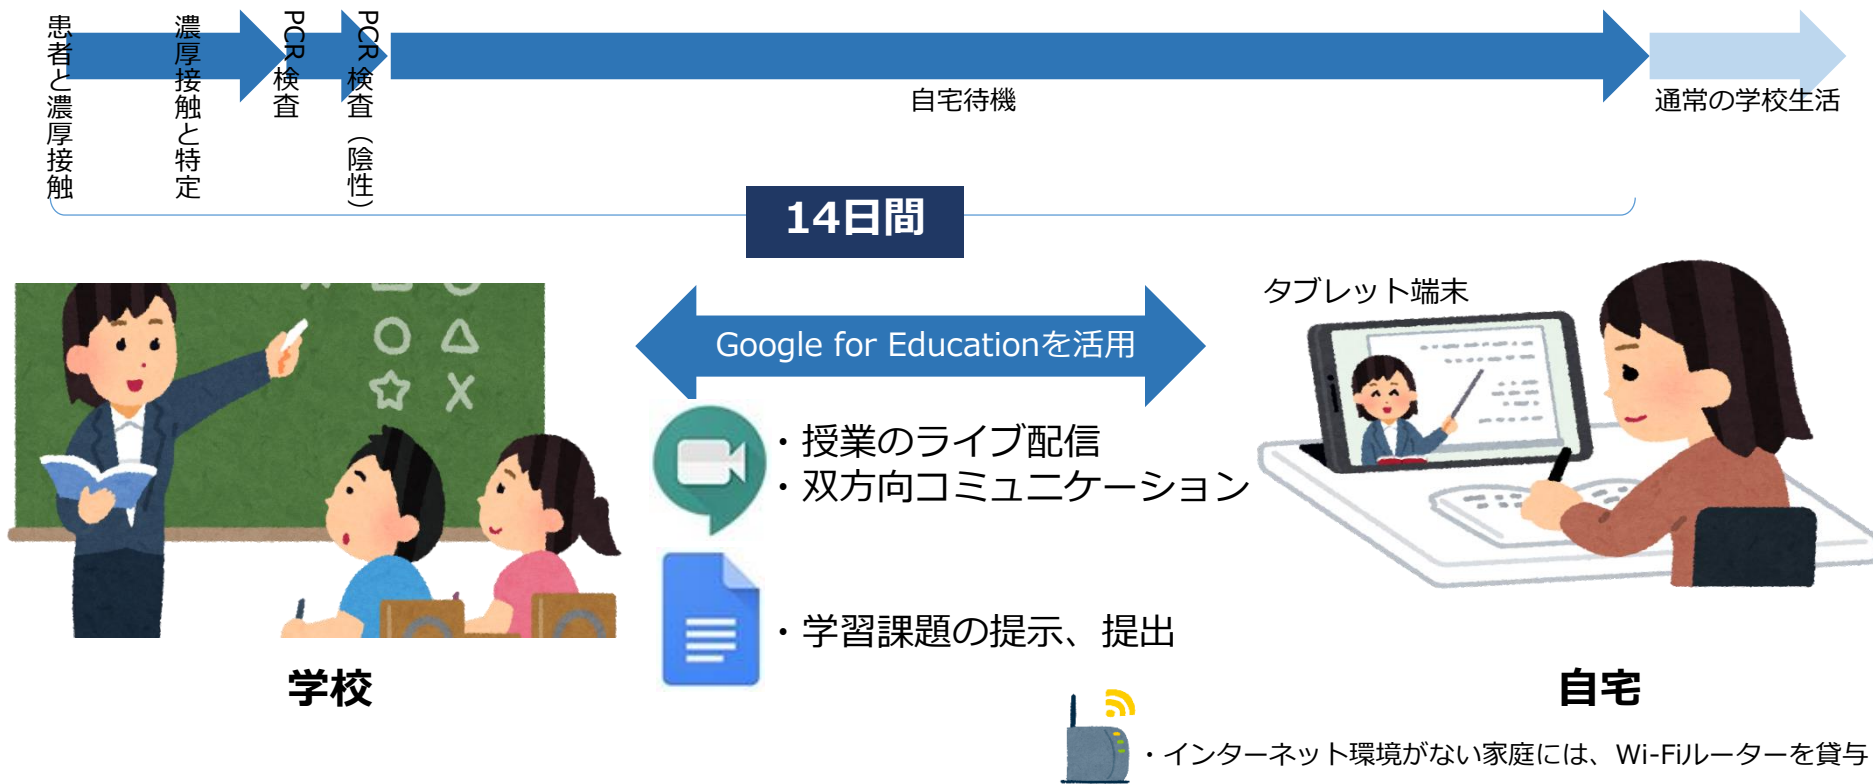 患者と濃厚接触
濃厚接触と特定
PCR検査
PCR検査（陰性）
自宅待機
通常の学校生活
14日間
タブレット端末
Google for Educationを活用
・授業のライブ配信
・双方向コミュニケーション
・学習課題の提示、提出
学校
自宅
・インターネット環境がない家庭には、Wi-Fiルーターを貸与